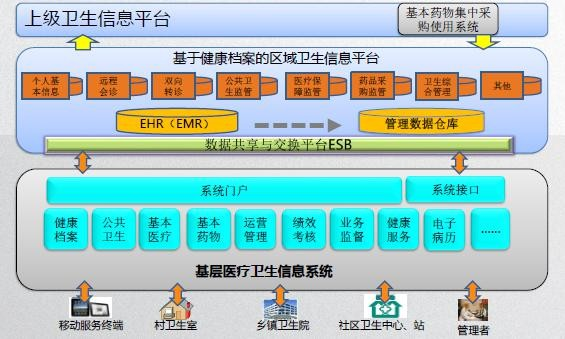 上级卫生信息平台
基本药物集中采
购使用系统
基于健康档案的区域卫生信息平台
个人基
本信息
远程
会诊
双向
转诊
公共卫
生监管
医疗保
障监管
药品采
购监管
卫生综
合管理
其他
EHR（EMR）
管理数据仓库
数据共享与交换平台ESB
系统门户
系统接口
健康
档案
公共
卫生
基本
医疗
基本
药物
运营
管理
绩效
考核
业务
监督
健康
服务
电子
病历
……
基层医疗卫生信息系统
移动服务终端
村卫生室
乡镇卫生院
社区卫生中心、站
管理者